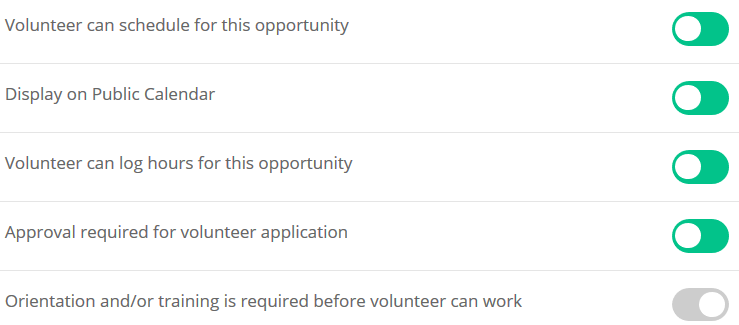 Volunteer can schedule for this opportunity
Display on Public Calendar
Volunteer can log hours for this opportunity
Approval required for volunteer application
Orientation and/or training is required before volunteer can work